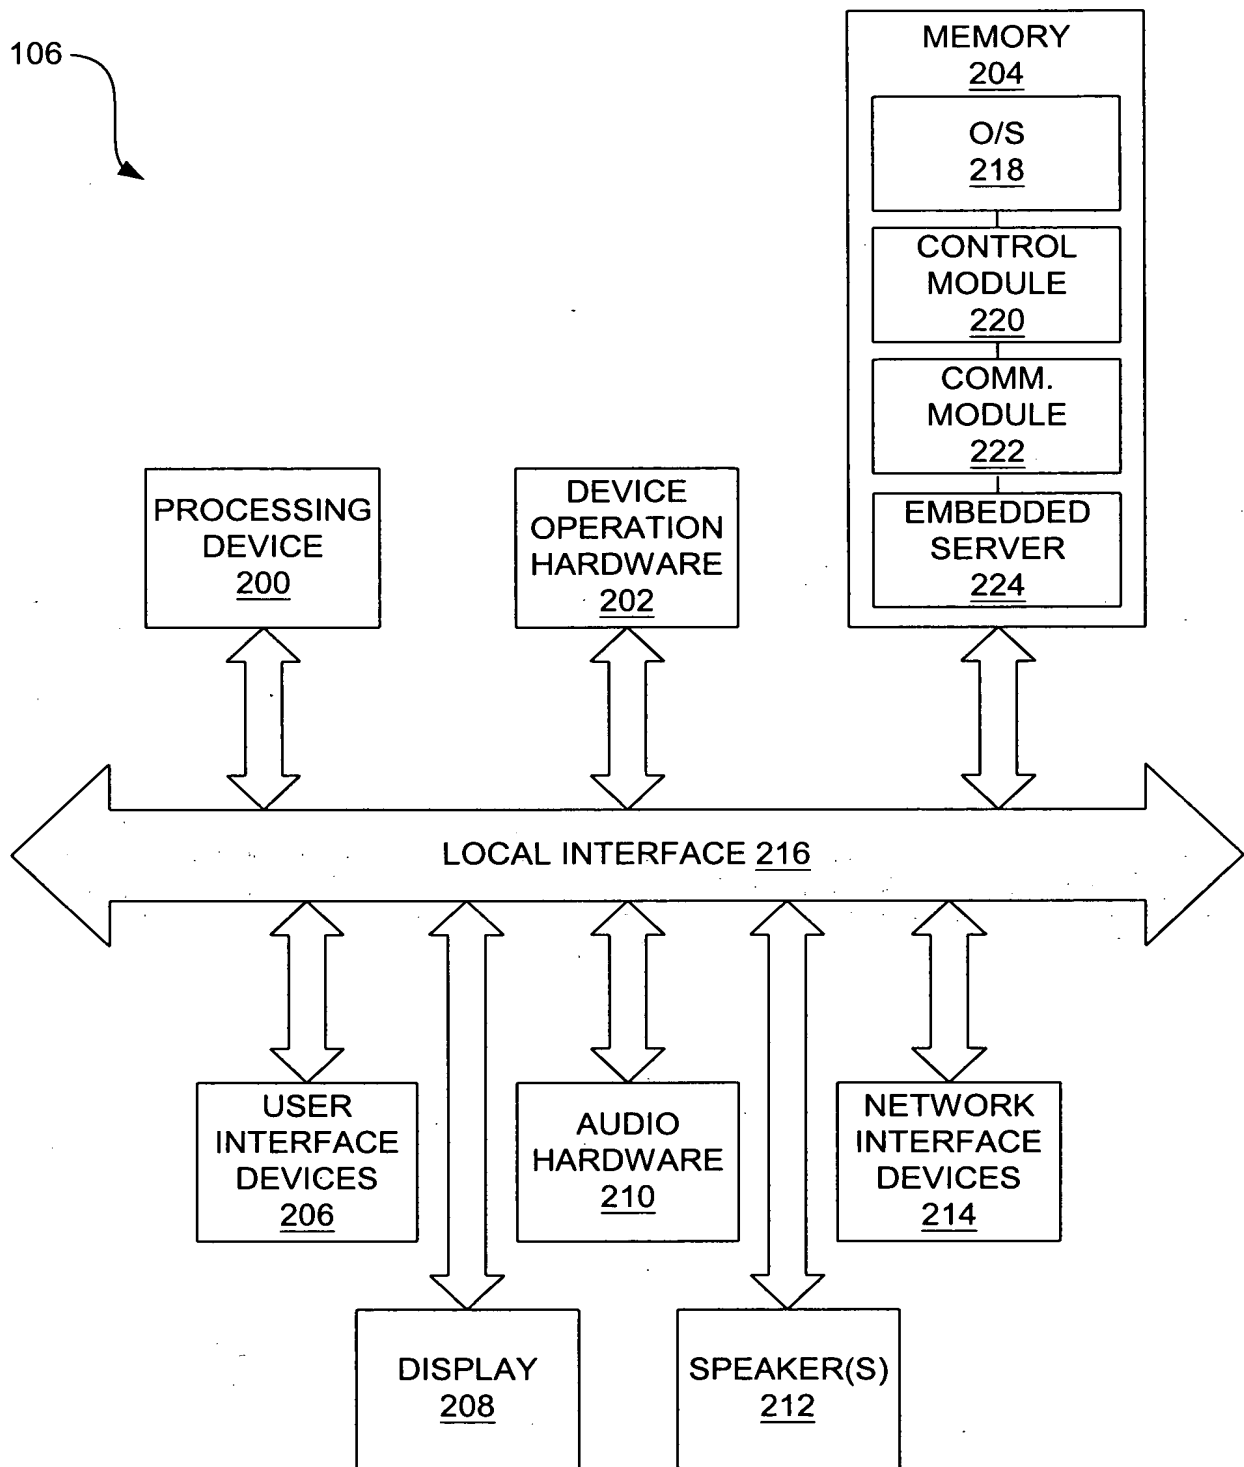 106
MEMORY
204
O/S
218
CONTROL
MODULE
220
COMM.
MODULE
222
EMBEDDED
SERVER
224
PROCESSING
DEVICE
200
DEVICE
OPERATION
HARDWARE
202
LOCAL INTERFACE 216
USER
INTERFACE
DEVICES
206
AUDIO
HARDWARE
210
NETWORK
INTERFACE
DEVICES
214
DISPLAY
208
SPEAKER(S)
212